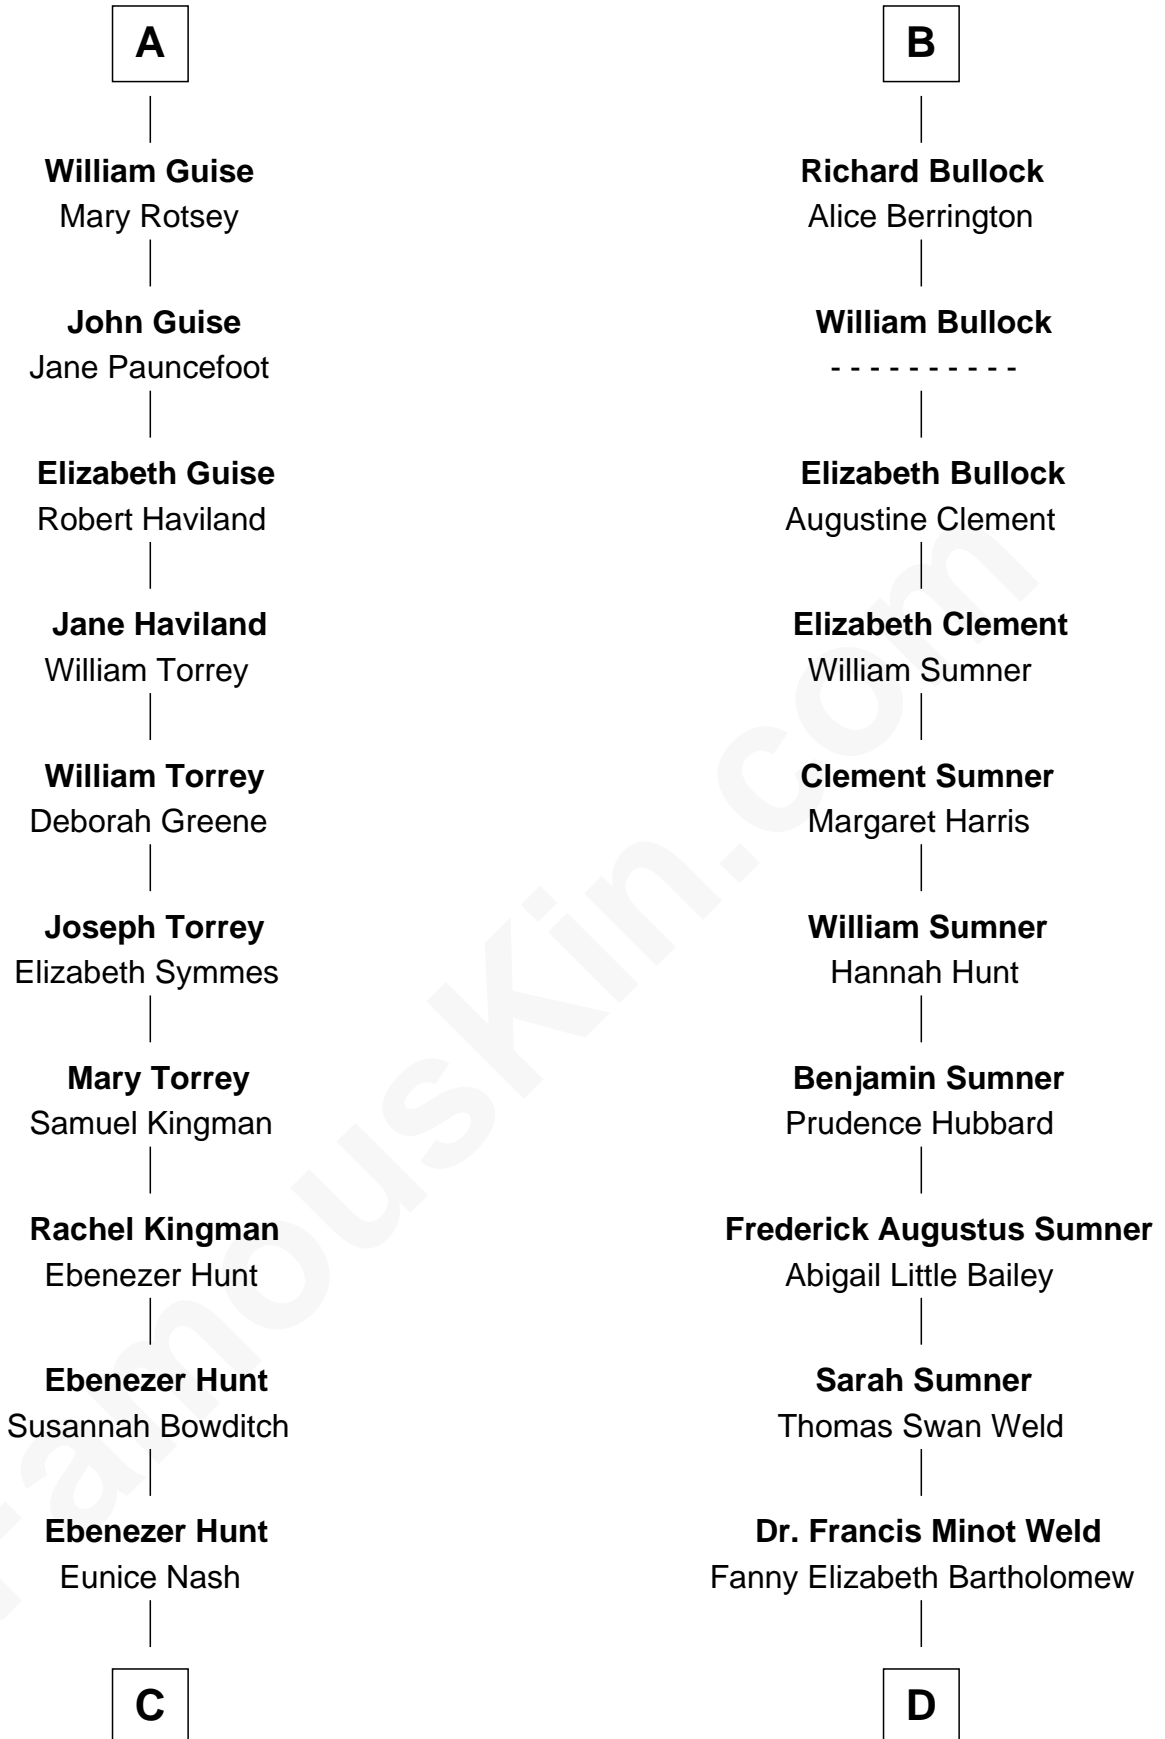 A
William Guise
Mary Rotsey
John Guise
Jane Pauncefoot
Elizabeth Guise
Robert Haviland
Jane Haviland
William Torrey
William Torrey
Deborah Greene
Joseph Torrey
Elizabeth Symmes
Mary Torrey
Samuel Kingman
Rachel Kingman
Ebenezer Hunt
Ebenezer Hunt
Susannah Bowditch
Ebenezer Hunt
Eunice Nash
C
B
Richard Bullock
Alice Berrington
William Bullock
- - - - - - - - - -
Elizabeth Bullock
Augustine Clement
Elizabeth Clement
William Sumner
Clement Sumner
Margaret Harris
William Sumner
Hannah Hunt
Benjamin Sumner
Prudence Hubbard
Frederick Augustus Sumner
Abigail Little Bailey
Sarah Sumner
Thomas Swan Weld
Dr. Francis Minot Weld
Fanny Elizabeth Bartholomew
D
FamousKin.com